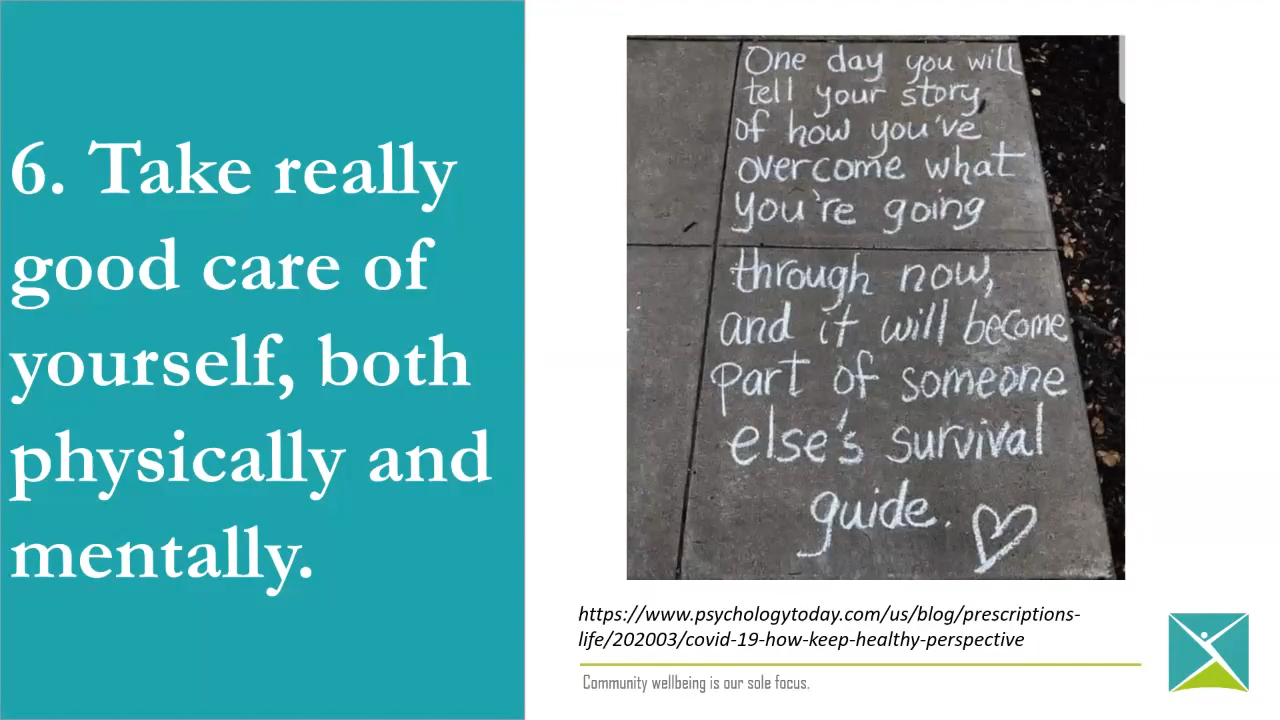 6. Take really
good care of
yourself, both
physically and
mentally.
One day you will
tell your story
of how you've
overcome what
you're going
through now,
and it will become
part of someone
else's survival
guide.
https://www.psychologytoday.com/us/blog/prescriptions-
life/202003/covid-19-how-keep-healthy-perspective
Community wellbeing is our sole focus.